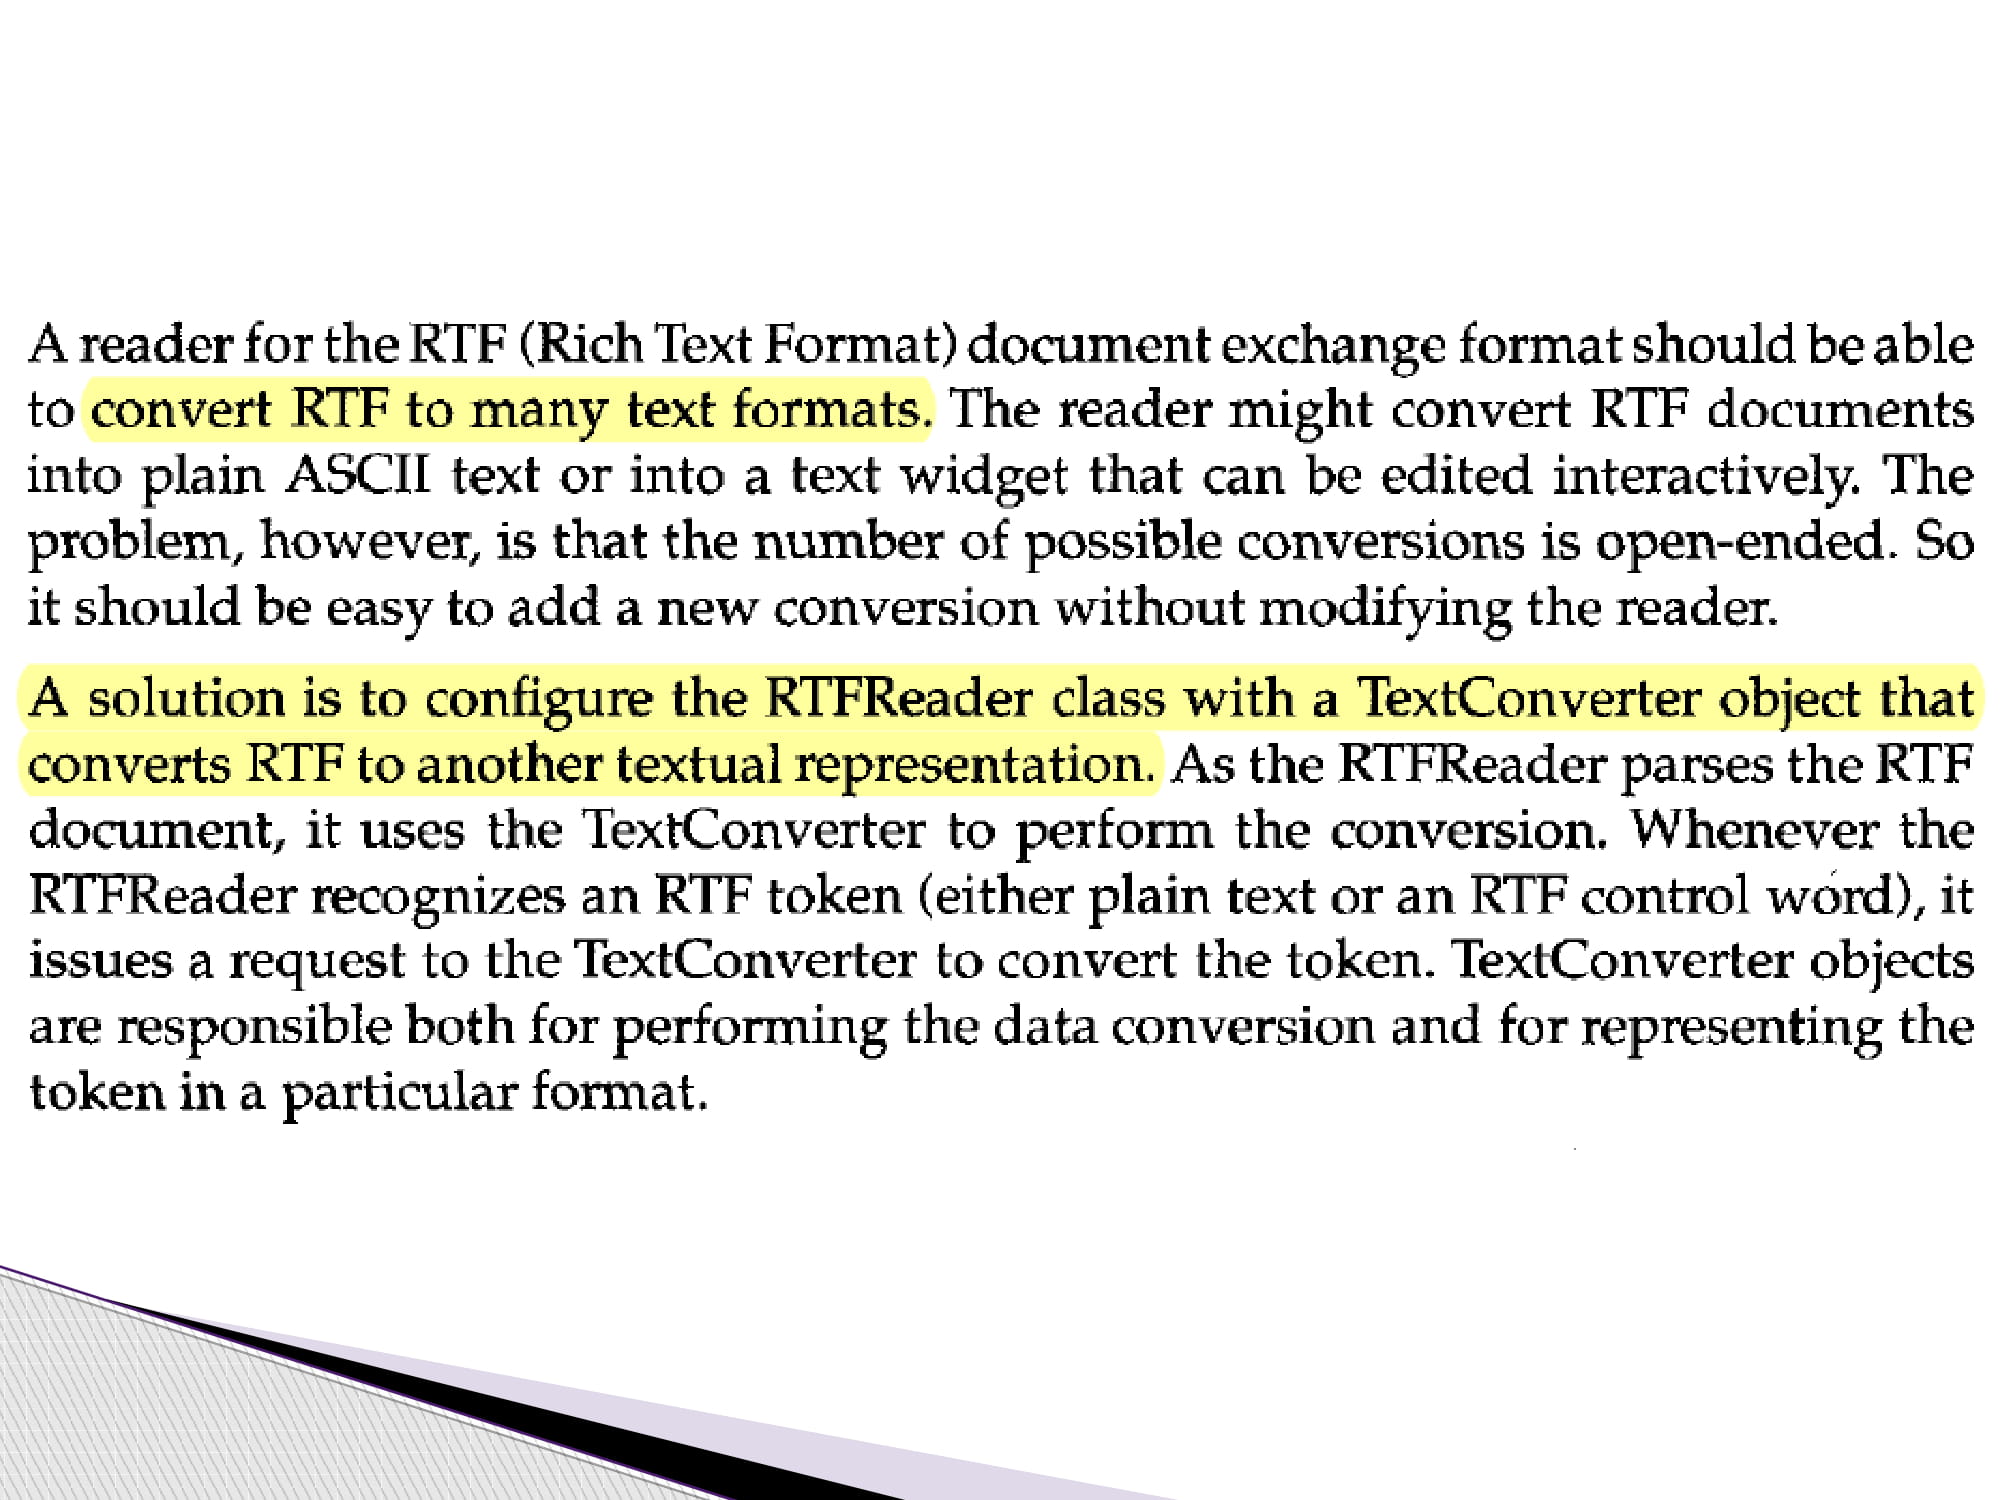 A reader for the RTF (Rich Text Format) document exchange format should be able
to convert RTF to many text formats. The reader might convert RTF documents
into plain ASCII text or into a text widget that can be edited interactively. The
problem, however, is that the number of possible conversions is open-ended. So
it should be easy to add a new conversion without modifying the reader.
A solution is to configure the RTFReader class with a TextConverter object that
converts RTF to another textual representation. As the RTFReader parses the RTF
document, it uses the TextConverter to perform the conversion. Whenever the
RTFReader recognizes an RTF token (either plain text or an RTF control word), it
issues a request to the TextConverter to convert the token. TextConverter objects
are responsible both for performing the data conversion and for representing the
token in a particular format.